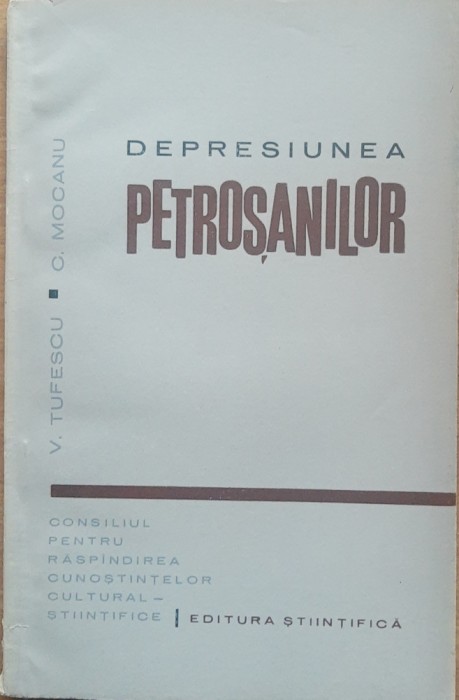 DEPRESIUNEA
PETROȘANILOR
V. TUFESCU ■ C. MOCANU
CONSILIUL
PENTRU
RĂSPÎNDIREA
CUNOȘTINȚELOR
CULTURAL–
ȘTIINȚIFICE | EDITURA ȘTIINȚIFICĂ